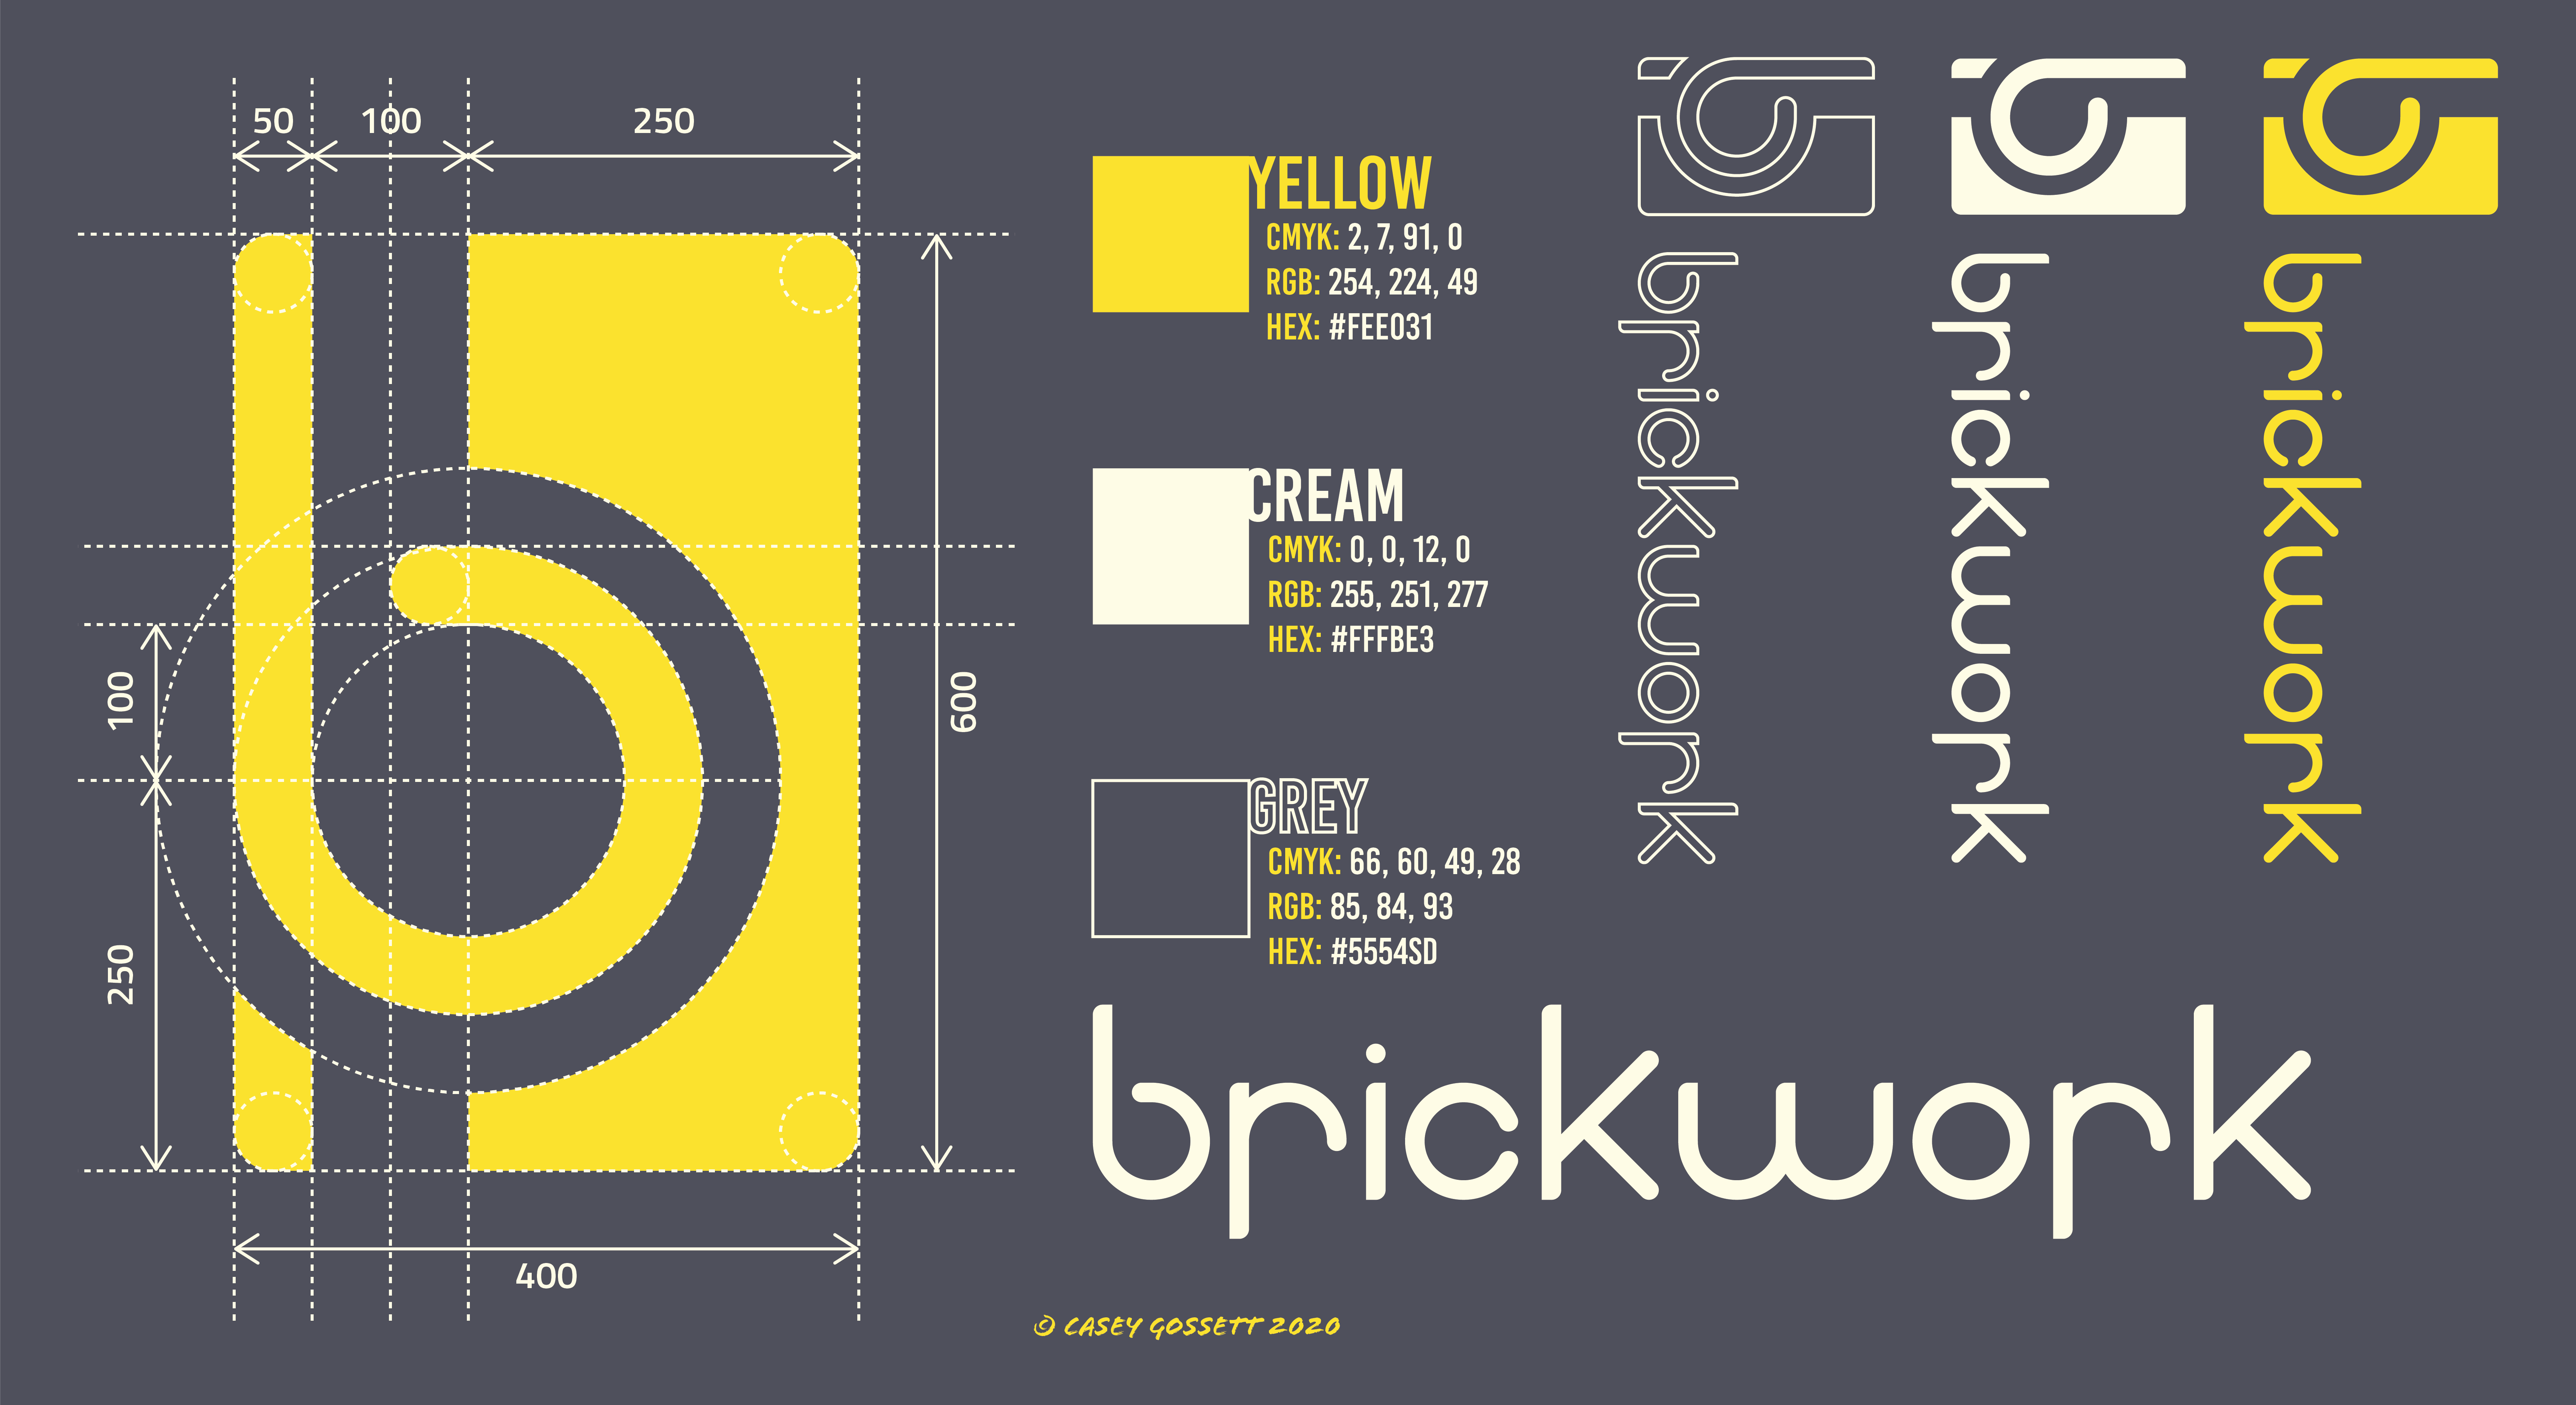 50
100
250
100
250
600
400
YELLOW
CMYK: 2, 7, 91, 0
RGB: 254, 224, 49
HEX: #FEE031
CREAM
CMYK: 0, 0, 12, 0
RGB: 255, 251, 277
HEX: #FFFBE3
GREY
CMYK: 66, 60, 49, 28
RGB: 85, 84, 93
HEX: #5554SD
brickwork
brickwork
brickwork
brickwork
© CASEY GOSSETT 2020